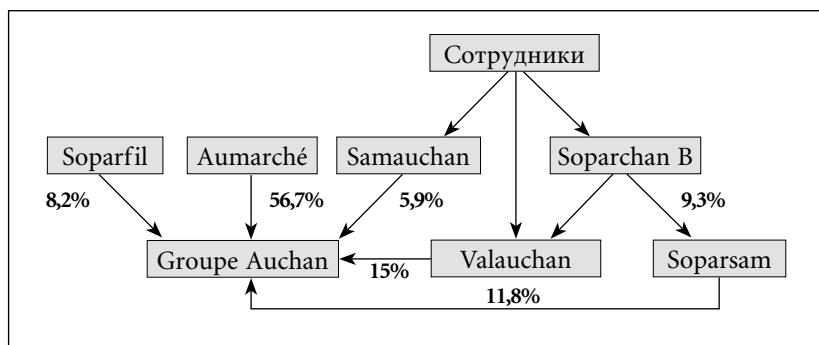 Сотрудники
Soparfil
Aumarché
Samauchan
Soparchan B
8,2%
56,7%
5,9%
9,3%
Groupe Auchan
15%
Valauchan
Soparsam
11,8%